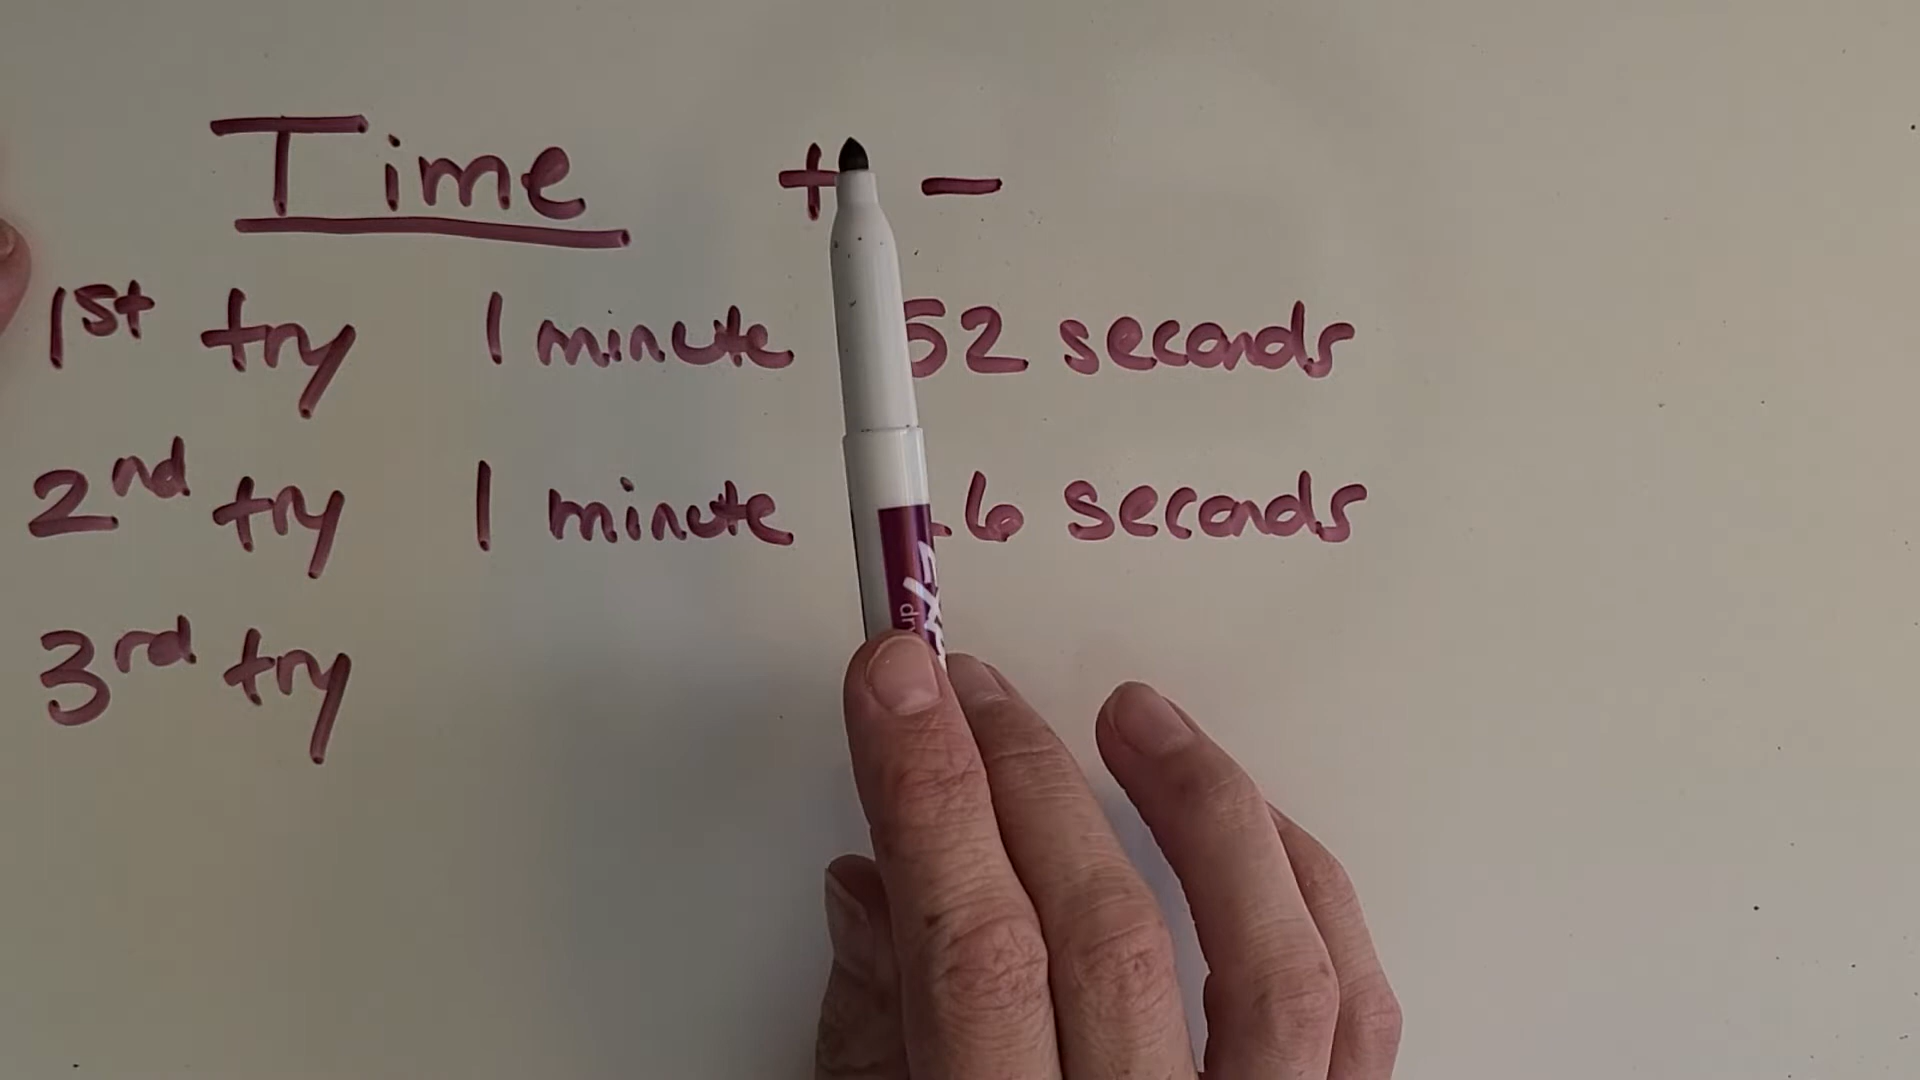 Time + -
1st try 1 minute 52 seconds
2nd try 1 minute seconds
3rd try